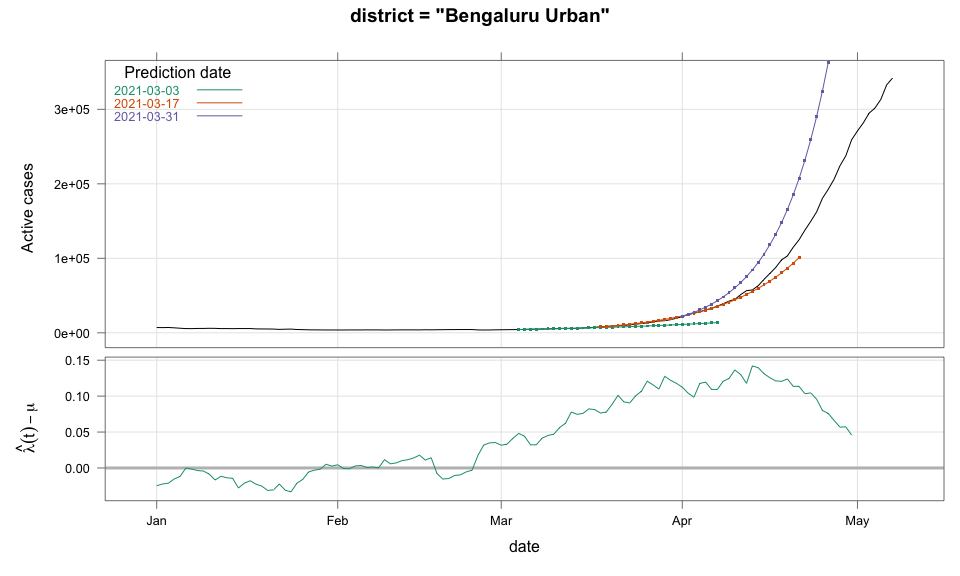 district = "Bengaluru Urban"
Prediction date
2021-03-03
2021-03-17
2021-03-31
Active cases
3e+05
2e+05
1e+05
0e+00
λ̂(t) − μ
0.15
0.10
0.05
0.00
Jan Feb Mar Apr May
date